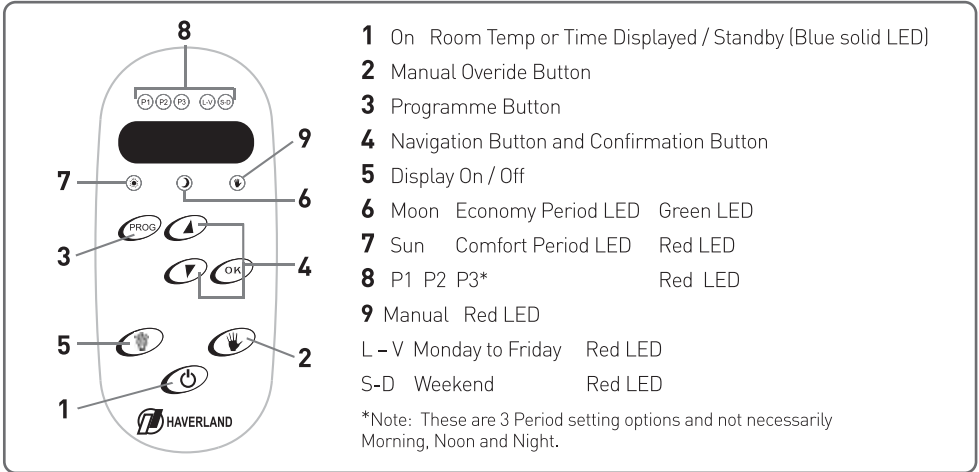 8
P1 P2 P3 L-V S-D
9
7
6
PROG
3
OK
4
5
2
1
HAVERLAND
1 On Room Temp or Time Displayed / Standby (Blue solid LED)
2 Manual Overide Button
3 Programme Button
4 Navigation Button and Confirmation Button
5 Display On / Off
6 Moon Economy Period LED Green LED
7 Sun Comfort Period LED Red LED
8 P1 P2 P3* Red LED
9 Manual Red LED
L – V Monday to Friday Red LED
S-D Weekend Red LED
*Note: These are 3 Period setting options and not necessarily
Morning, Noon and Night.